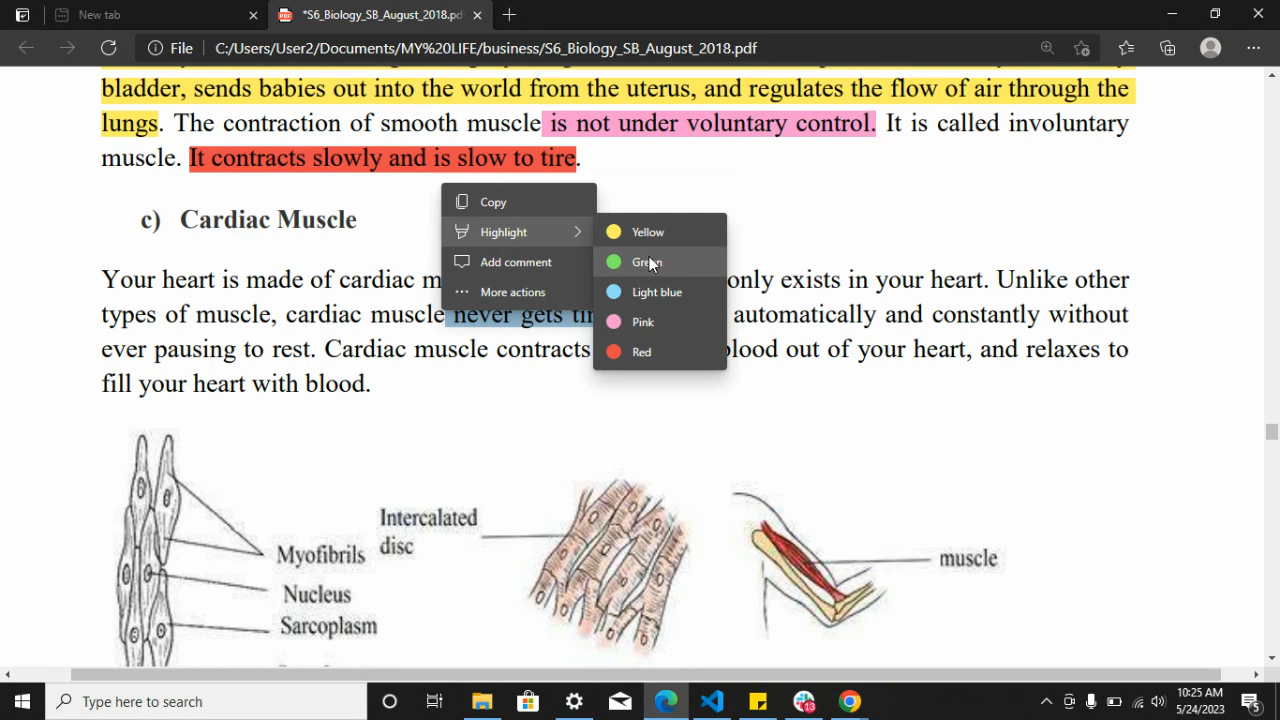 New tab
*S6_Biology_SB_August_2018.pd
File
C:/Users/User2/Documents/MY%20LIFE/business/S6_Biology_SB_August_2018.pdf
bladder, sends babies out into the world from the uterus, and regulates the flow of air through the
lungs. The contraction of smooth muscle is not under voluntary control. It is called involuntary
muscle. It contracts slowly and is slow to tire.
c) Cardiac Muscle
Your heart is made of cardiac m only exists in your heart. Unlike other
types of muscle, cardiac muscle never gets tir automatically and constantly without
ever pausing to rest. Cardiac muscle contracts blood out of your heart, and relaxes to
fill your heart with blood.
Copy
Highlight
Add comment
More actions
Yellow
Green
Light blue
Pink
Red
Myofibrils
Nucleus
Sarcoplasm
Intercalated
disc
muscle
Type here to search
13
10:25 AM
5/24/2023
5